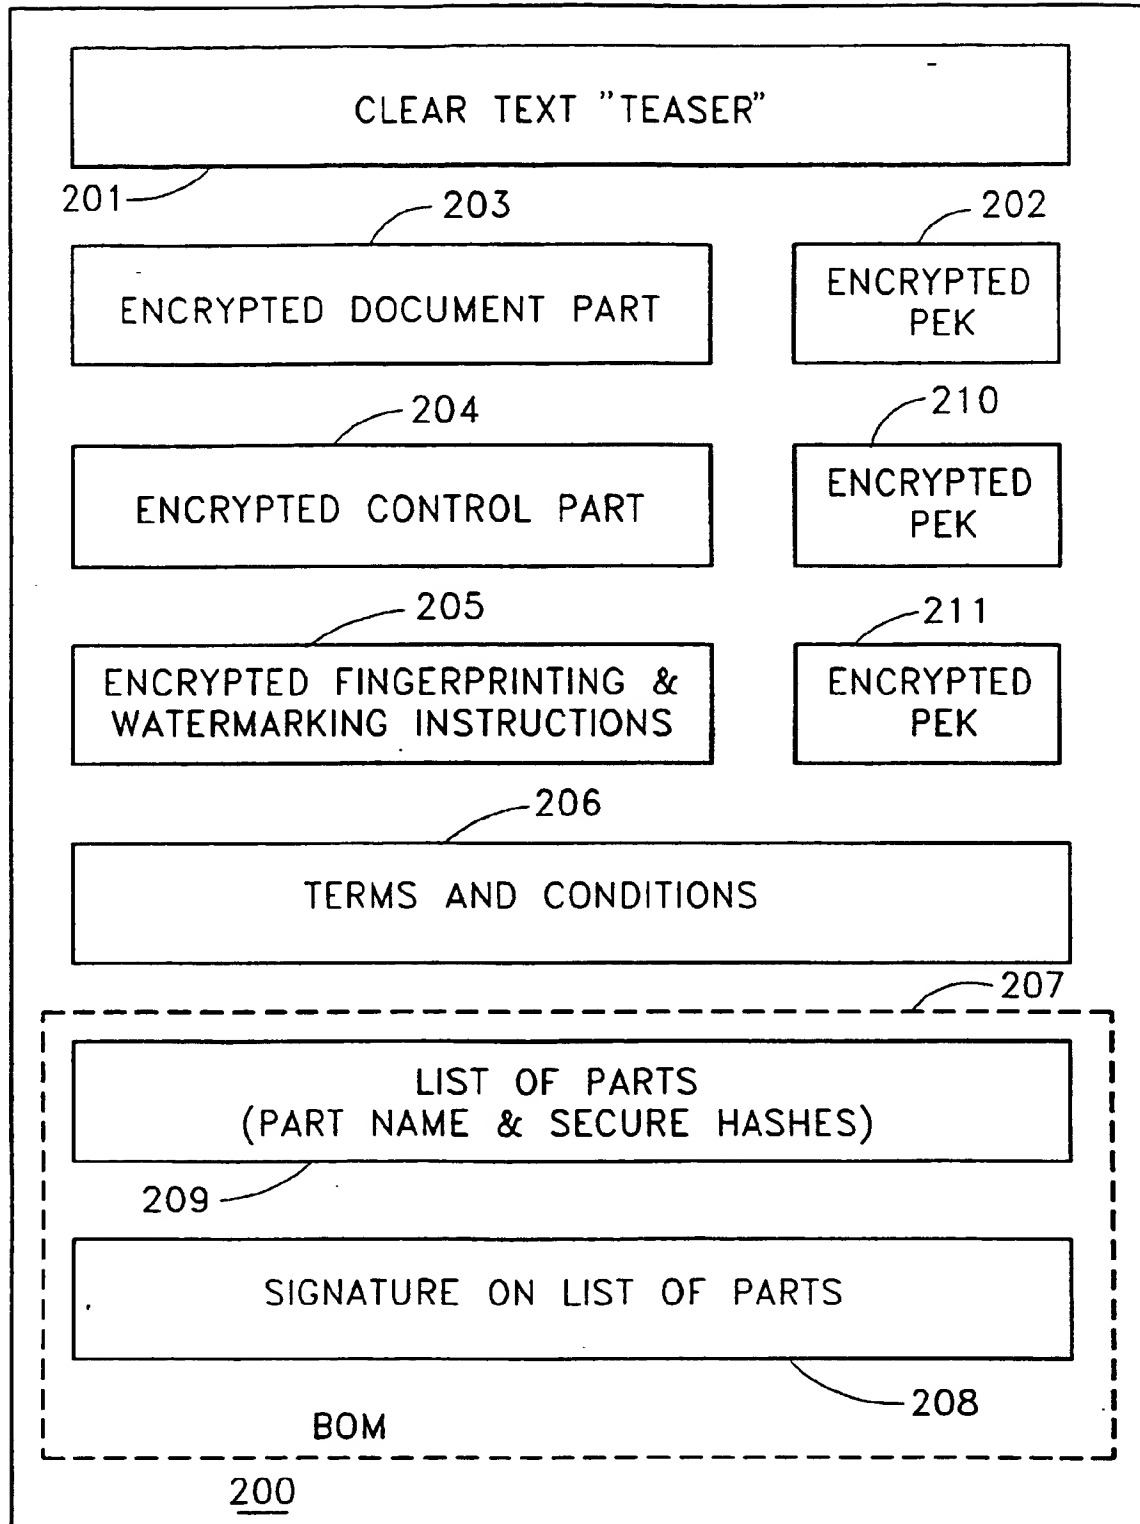 CLEAR TEXT "TEASER"
201
203
202
ENCRYPTED DOCUMENT PART
ENCRYPTED
PEK
204
210
ENCRYPTED CONTROL PART
ENCRYPTED
PEK
205
211
ENCRYPTED FINGERPRINTING &
WATERMARKING INSTRUCTIONS
ENCRYPTED
PEK
206
TERMS AND CONDITIONS
207
LIST OF PARTS
(PART NAME & SECURE HASHES)
209
SIGNATURE ON LIST OF PARTS
208
BOM
200